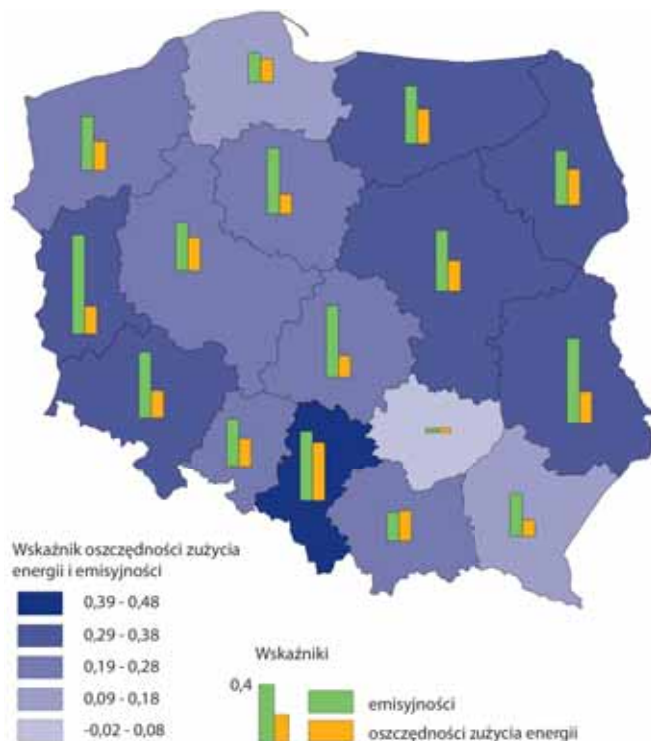 Wskaźnik oszczędności zużycia
energii i emisyjności
0,39 - 0,48
0,29 - 0,38
0,19 - 0,28
0,09 - 0,18
-0,02 - 0,08
Wskaźniki
0,4
emisyjności
oszczędności zużycia energii